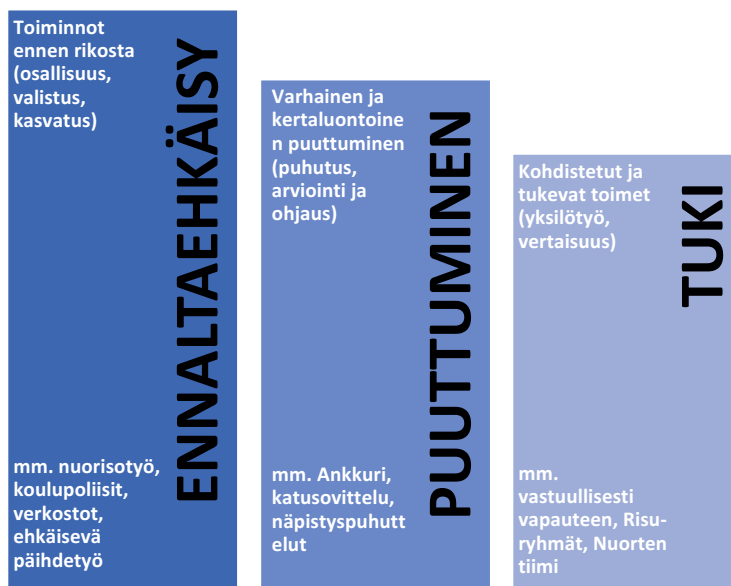 Toiminnot
ennen rikosta
(osallisuus,
valistus,
kasvatus)
ENNALTAEHKÄISY
mm. nuorisotyö,
koulupoliisit,
verkostot,
ehkäisevä
päihdetyö
Varhainen ja
kertaluontoine
n puuttuminen
(puhutus,
arviointi ja
ohjaus)
PUUTTUMINEN
mm. Ankkuri,
katusovittelu,
näpistyspuhutt
elut
Kohdistetut ja
tukevat toimet
(yksilötyö,
vertaisuus)
TUKI
mm.
vastuullisesti
vapauteen, Risu-
ryhmät, Nuorten
tiimi